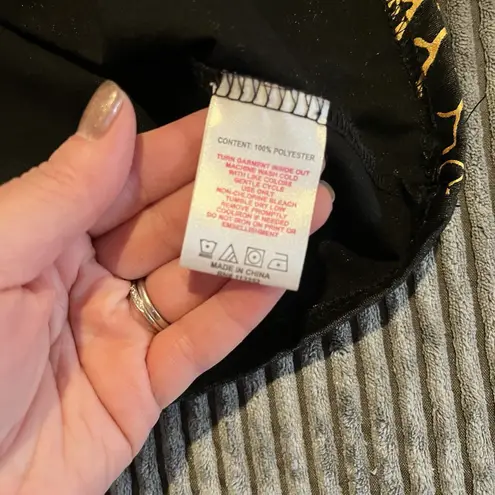 CONTENT: 100% POLYESTER
TURN GARMENT INSIDE OUT
MACHINE WASH COLD
WITH LIKE COLORS
GENTLE CYCLE
USE ONLY
NON-CHLORINE BLEACH
TUMBLE DRY LOW
REMOVE PROMPTLY
COOL IRON IF NEEDED
DO NOT IRON ON PRINT OR
EMBELLISHMENT
MADE IN CHINA